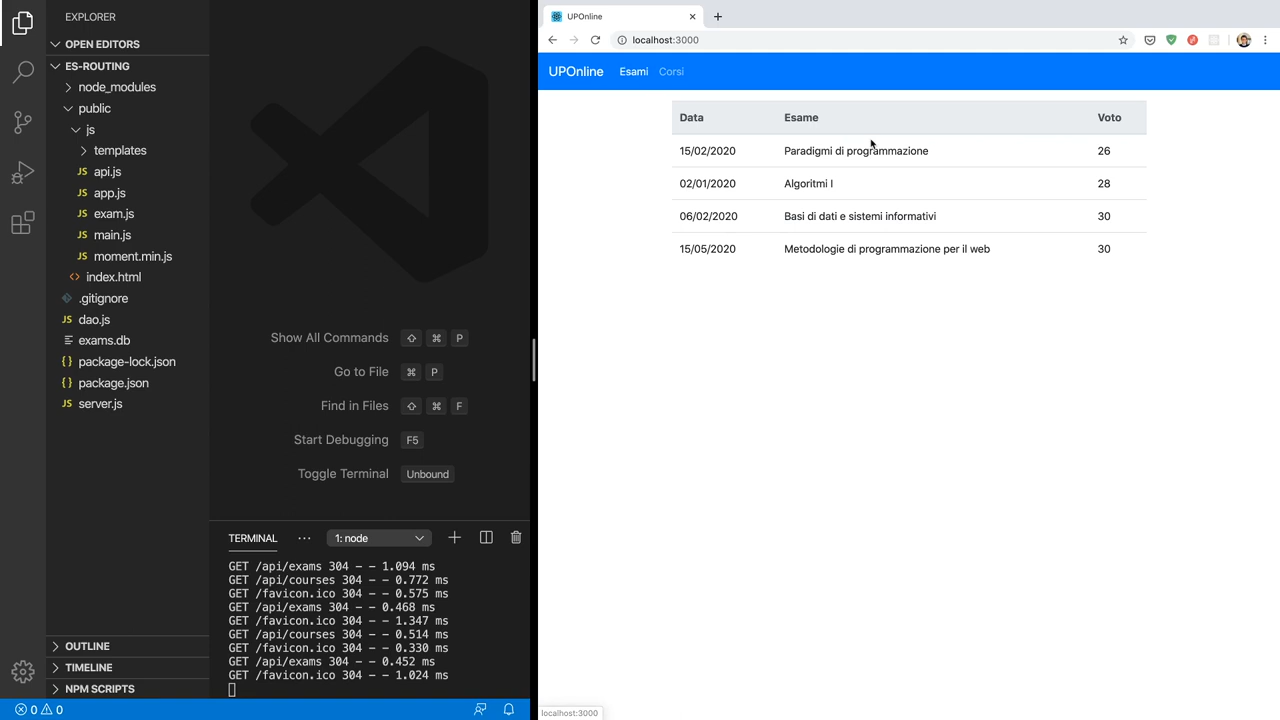 EXPLORER
OPEN EDITORS
ES-ROUTING
node_modules
public
js
templates
JS api.js
JS app.js
JS exam.js
JS main.js
JS moment.min.js
<> index.html
.gitignore
JS dao.js
exams.db
{} package-lock.json
{} package.json
JS server.js
OUTLINE
TIMELINE
NPM SCRIPTS
0 0
Show All Commands ⇧ ⌘ P
Go to File ⌘ P
Find in Files ⇧ ⌘ F
Start Debugging F5
Toggle Terminal Unbound
TERMINAL ··· 1: node
GET /api/exams 304 - - 1.094 ms
GET /api/courses 304 - - 0.772 ms
GET /favicon.ico 304 - - 0.575 ms
GET /api/exams 304 - - 0.468 ms
GET /favicon.ico 304 - - 1.347 ms
GET /api/courses 304 - - 0.514 ms
GET /favicon.ico 304 - - 0.330 ms
GET /api/exams 304 - - 0.452 ms
GET /favicon.ico 304 - - 1.024 ms
UPOnline
localhost:3000
UPOnline Esami Corsi
Data Esame Voto
15/02/2020 Paradigmi di programmazione 26
02/01/2020 Algoritmi I 28
06/02/2020 Basi di dati e sistemi informativi 30
15/05/2020 Metodologie di programmazione per il web 30
localhost:3000